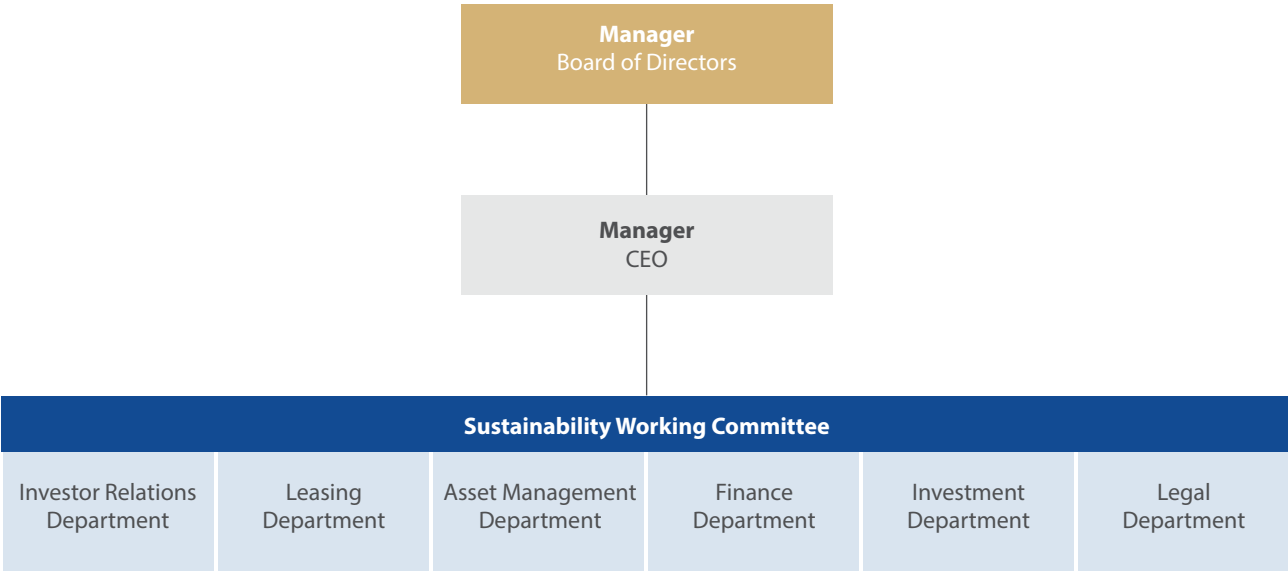 Manager
Board of Directors
Manager
CEO
Sustainability Working Committee
Investor Relations
Department
Leasing
Department
Asset Management
Department
Finance
Department
Investment
Department
Legal
Department